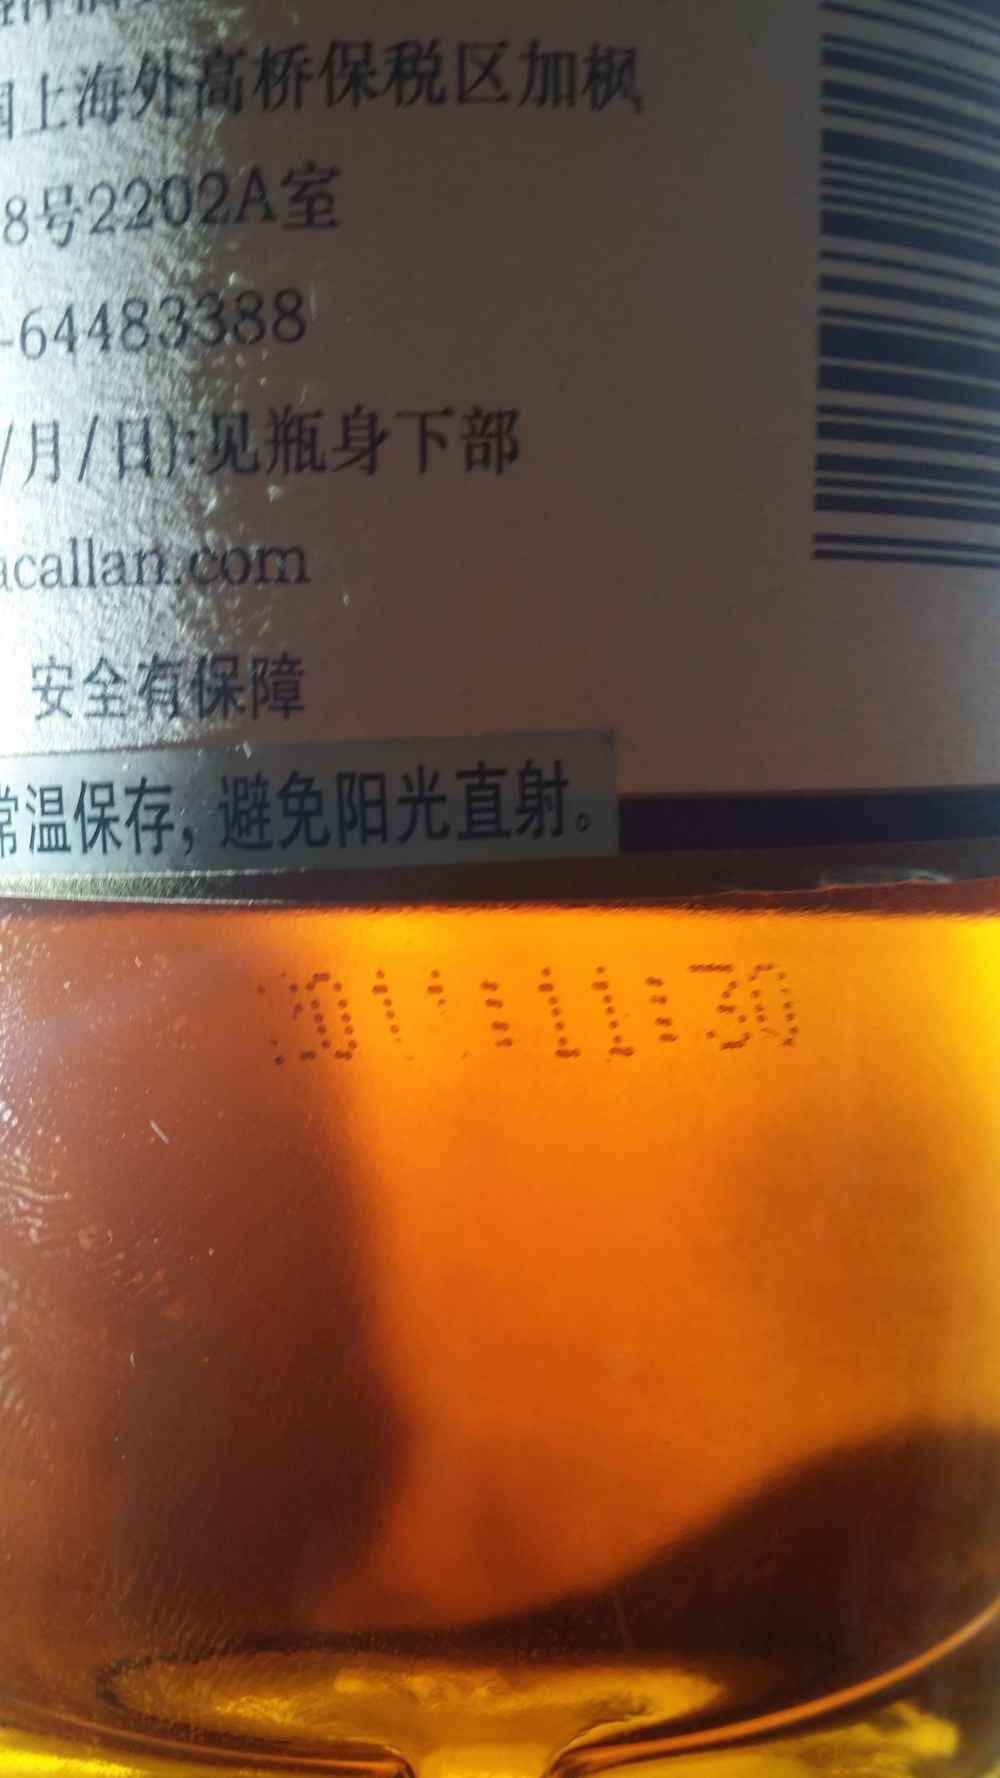 国上海外高桥保税区加枫
8号2202A室
-64483388
/月/日):见瓶身下部
acallan.com
安全有保障
常温保存，避免阳光直射。
:11:30